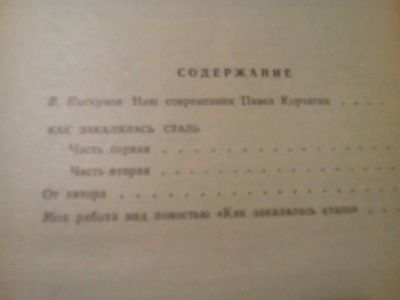 СОДЕРЖАНИЕ
В. Пискунов Наш современник Павел Корчагин . . . .
КАК ЗАКАЛЯЛАСЬ СТАЛЬ
Часть первая . . . . . . . . . . . . . . .
Часть вторая . . . . . . . . . . . . . . .
От автора . . . . . . . . . . . . . . . . .
Моя работа над повестью «Как закалялась сталь» . . .